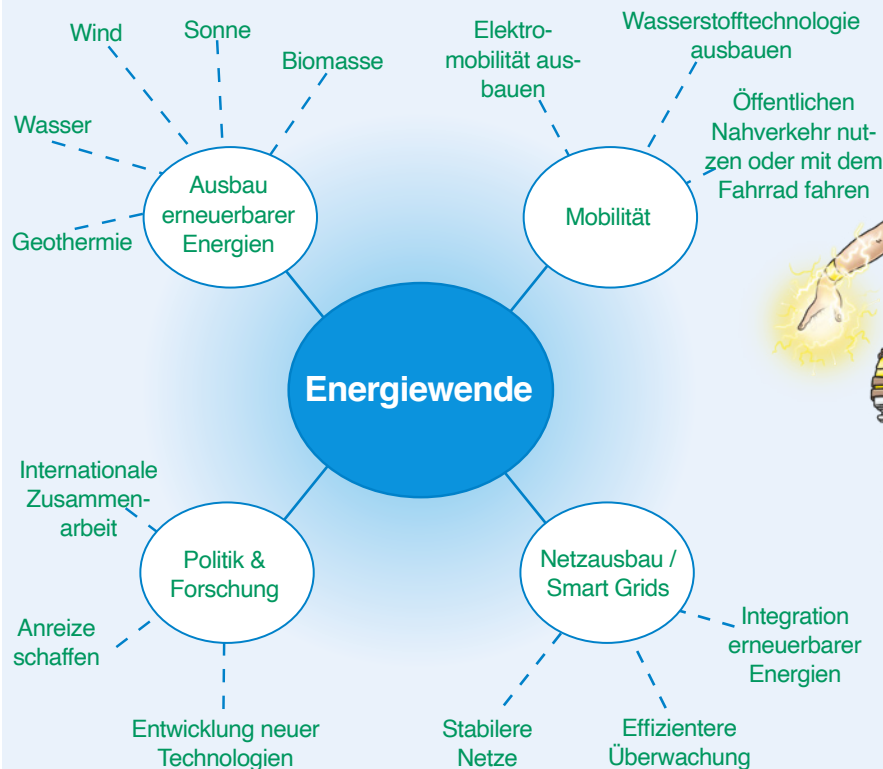 Wind
Sonne
Biomasse
Wasser
Geothermie
Ausbau
erneuerbarer
Energien
Elektro-
mobilität aus-
bauen
Wasserstofftechnologie
ausbauen
Öffentlichen
Nahverkehr nut-
zen oder mit dem
Fahrrad fahren
Mobilität
Energiewende
Internationale
Zusammen-
arbeit
Politik &
Forschung
Anreize
schaffen
Entwicklung neuer
Technologien
Netzausbau /
Smart Grids
Integration
erneuerbarer
Energien
Stabilere
Netze
Effizientere
Überwachung